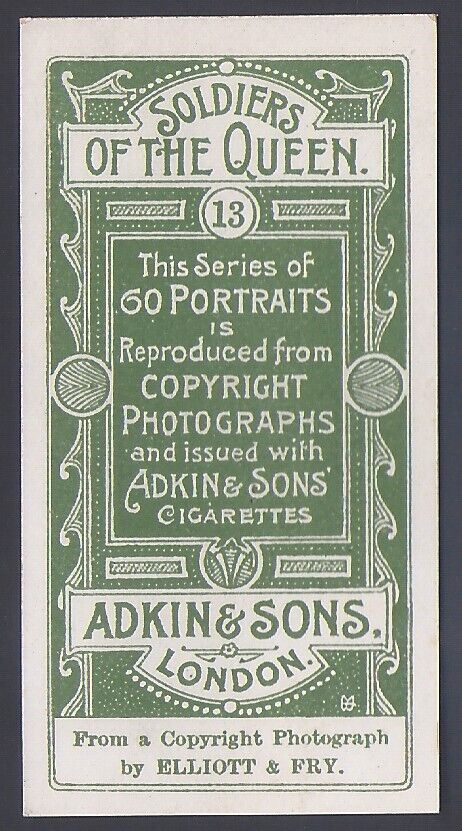 SOLDIERS
OF THE QUEEN.
13
This Series of
60 PORTRAITS
IS
Reproduced from
COPYRIGHT
PHOTOGRAPHS
and issued with
ADKIN & SONS'
CIGARETTES
ADKIN & SONS,
LONDON.
From a Copyright Photograph
by ELLIOTT & FRY.